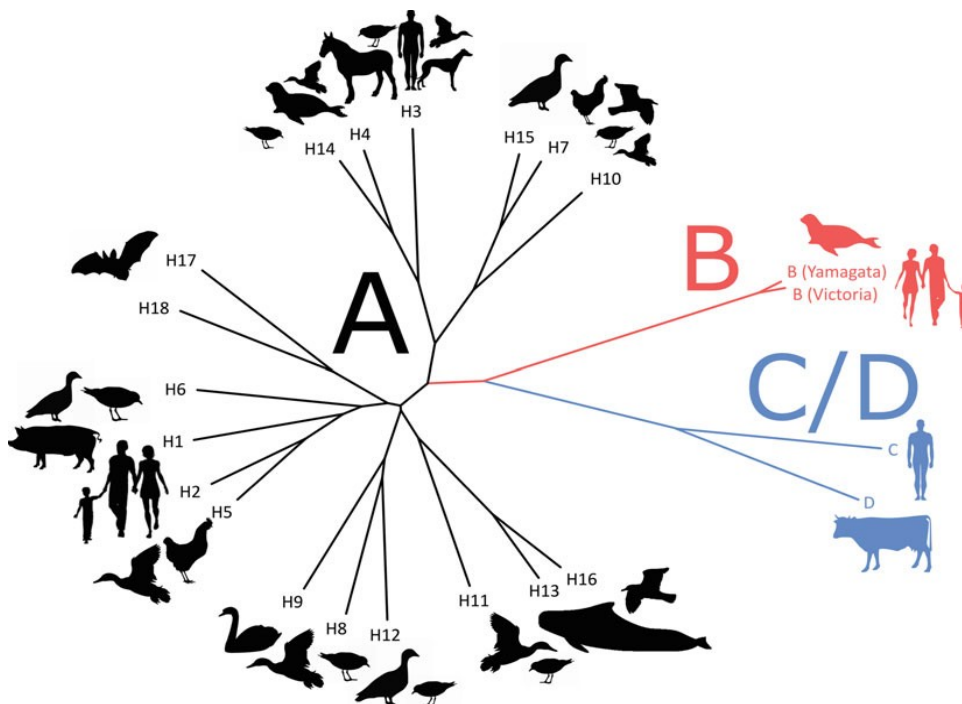 H3
H4
H14
H15
H7
H10
A
B
H17
H18
B (Yamagata)
B (Victoria)
C/D
H6
H1
H2
H5
C
D
H9
H8
H12
H11
H13
H16